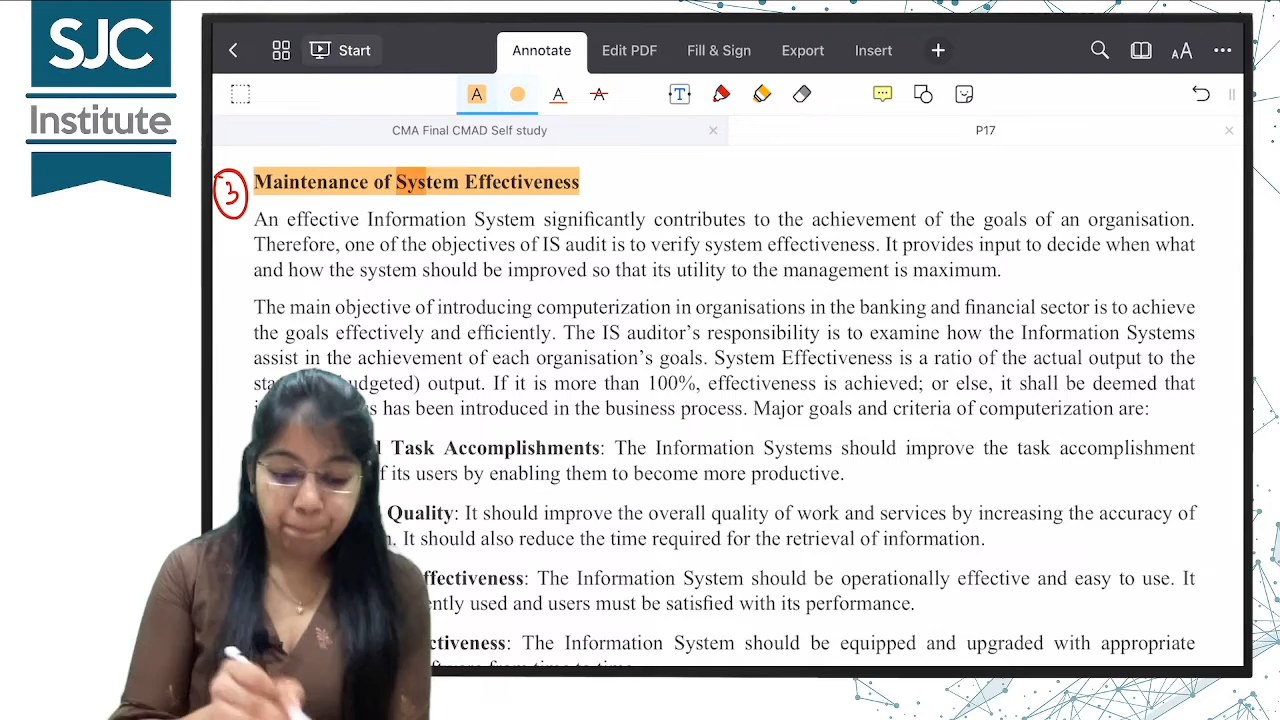 SJC
Institute
Start
Annotate
Edit PDF
Fill & Sign
Export
Insert
CMA Final CMAD Self study
P17
3
Maintenance of System Effectiveness
An effective Information System significantly contributes to the achievement of the goals of an organisation.
Therefore, one of the objectives of IS audit is to verify system effectiveness. It provides input to decide when what
and how the system should be improved so that its utility to the management is maximum.
The main objective of introducing computerization in organisations in the banking and financial sector is to achieve
the goals effectively and efficiently. The IS auditor's responsibility is to examine how the Information Systems
assist in the achievement of each organisation's goals. System Effectiveness is a ratio of the actual output to the
output. If it is more than 100%, effectiveness is achieved; or else, it shall be deemed that
has been introduced in the business process. Major goals and criteria of computerization are:
Task Accomplishments: The Information Systems should improve the task accomplishment
of its users by enabling them to become more productive.
Quality: It should improve the overall quality of work and services by increasing the accuracy of
It should also reduce the time required for the retrieval of information.
The Information System should be operationally effective and easy to use. It
used and users must be satisfied with its performance.
The Information System should be equipped and upgraded with appropriate